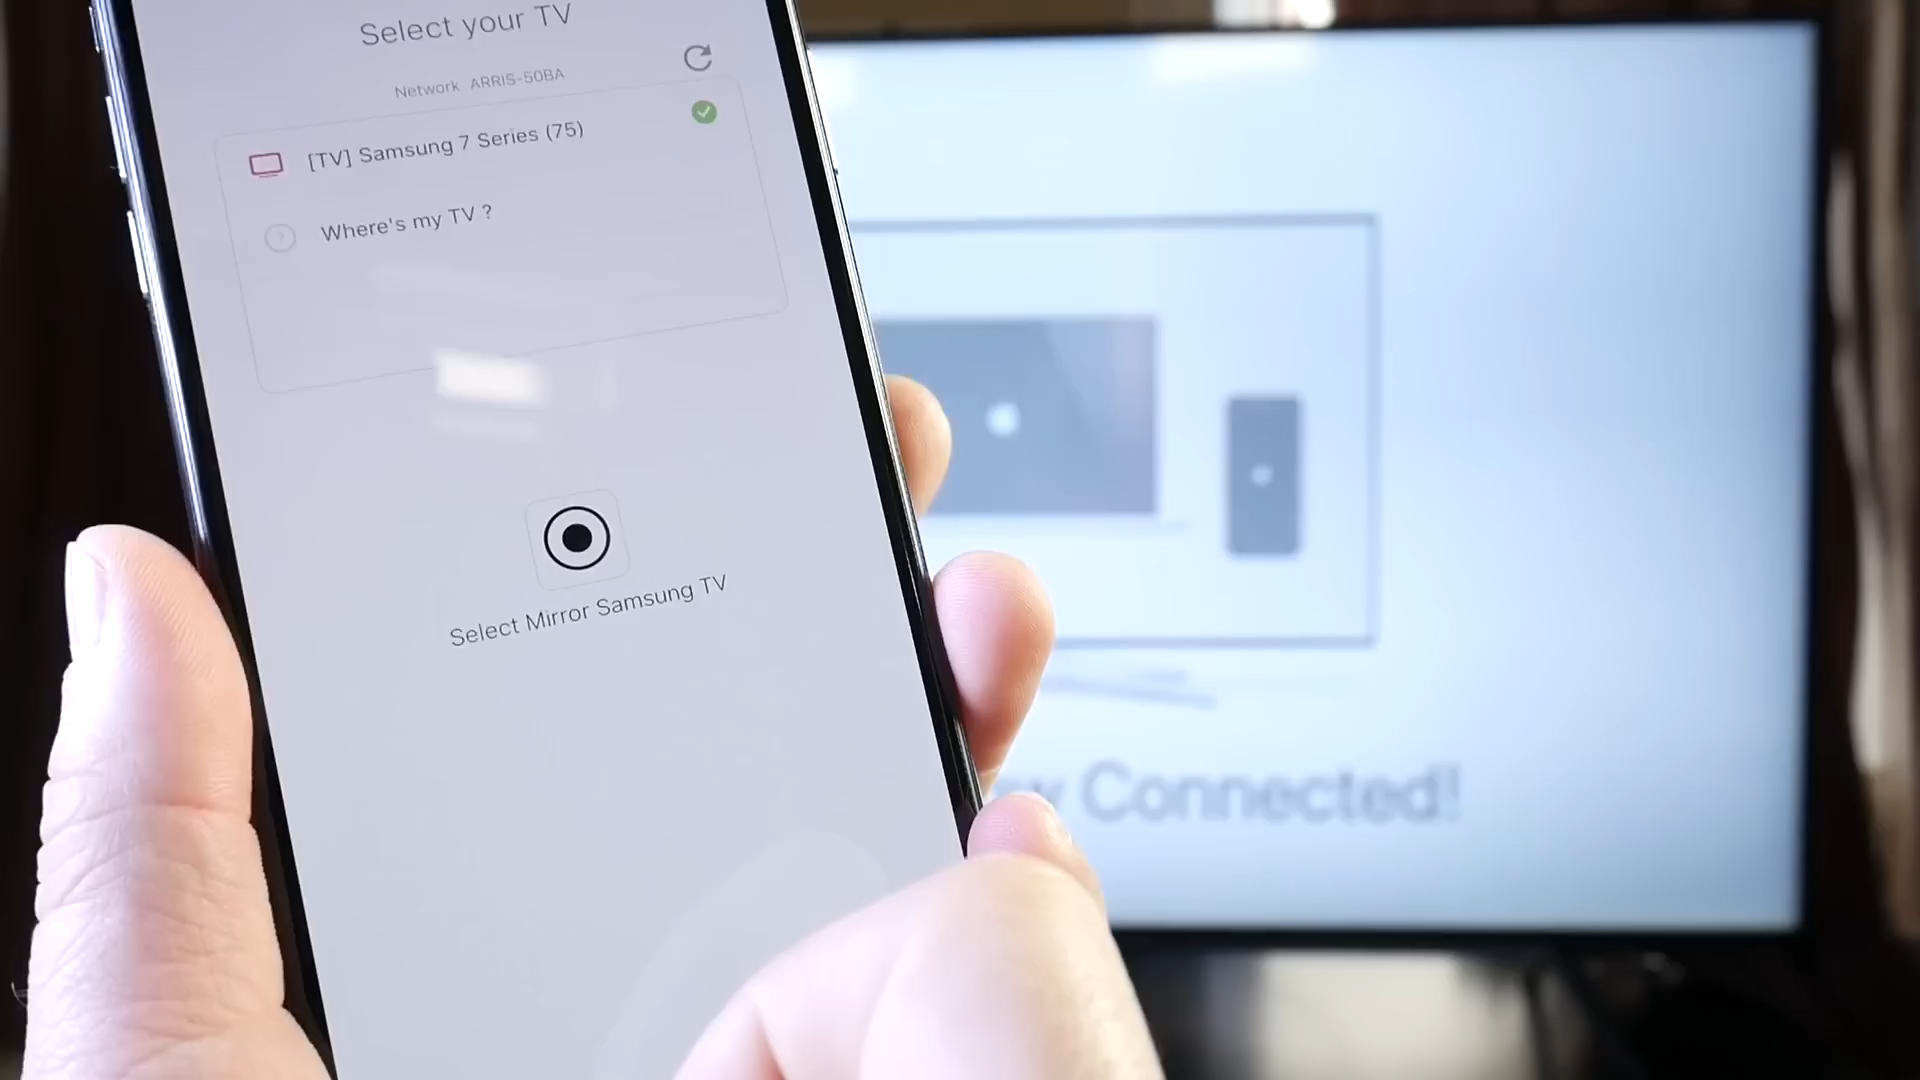 Select your TV
Network ARRIS-50BA
[TV] Samsung 7 Series (75)
? Where's my TV ?
Select Mirror Samsung TV
Connected!